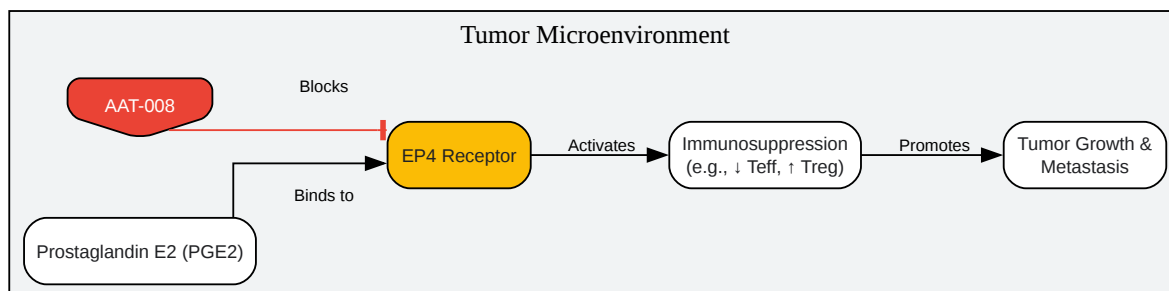 Tumor Microenvironment
Blocks
AAT-008
EP4 Receptor
Activates
Immunosuppression
(e.g., ↓ Teff, ↑ Treg)
Promotes
Tumor Growth &
Metastasis
Binds to
Prostaglandin E2 (PGE2)